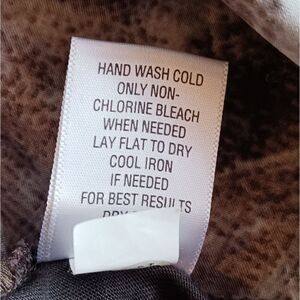 HAND WASH COLD
ONLY NON-
CHLORINE BLEACH
WHEN NEEDED
LAY FLAT TO DRY
COOL IRON
IF NEEDED
FOR BEST RESULTS